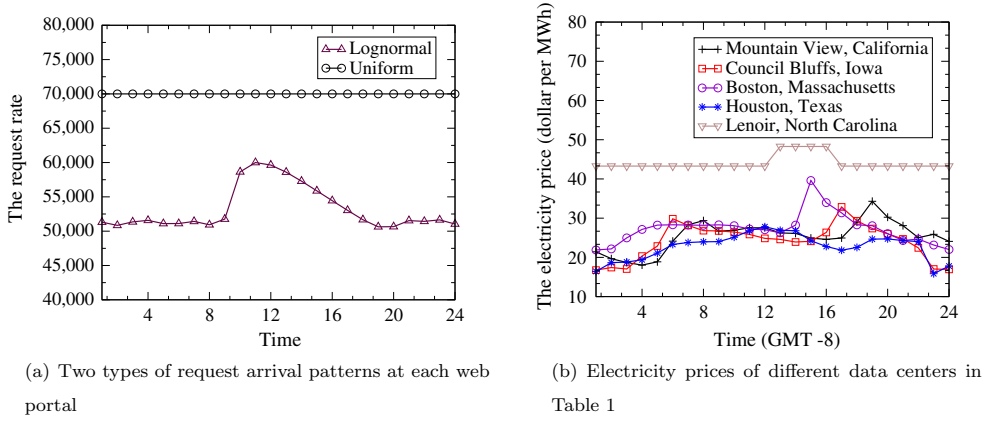 80,000
75,000
70,000
65,000
60,000
55,000
50,000
45,000
40,000
The request rate
Lognormal
Uniform
4
8
12
16
20
24
Time
(a) Two types of request arrival patterns at each web
portal
80
70
60
50
40
30
20
10
The electricity price (dollar per MWh)
Mountain View, California
Council Bluffs, Iowa
Boston, Massachusetts
Houston, Texas
Lenoir, North Carolina
4
8
12
16
20
24
Time (GMT -8)
(b) Electricity prices of different data centers in
Table 1